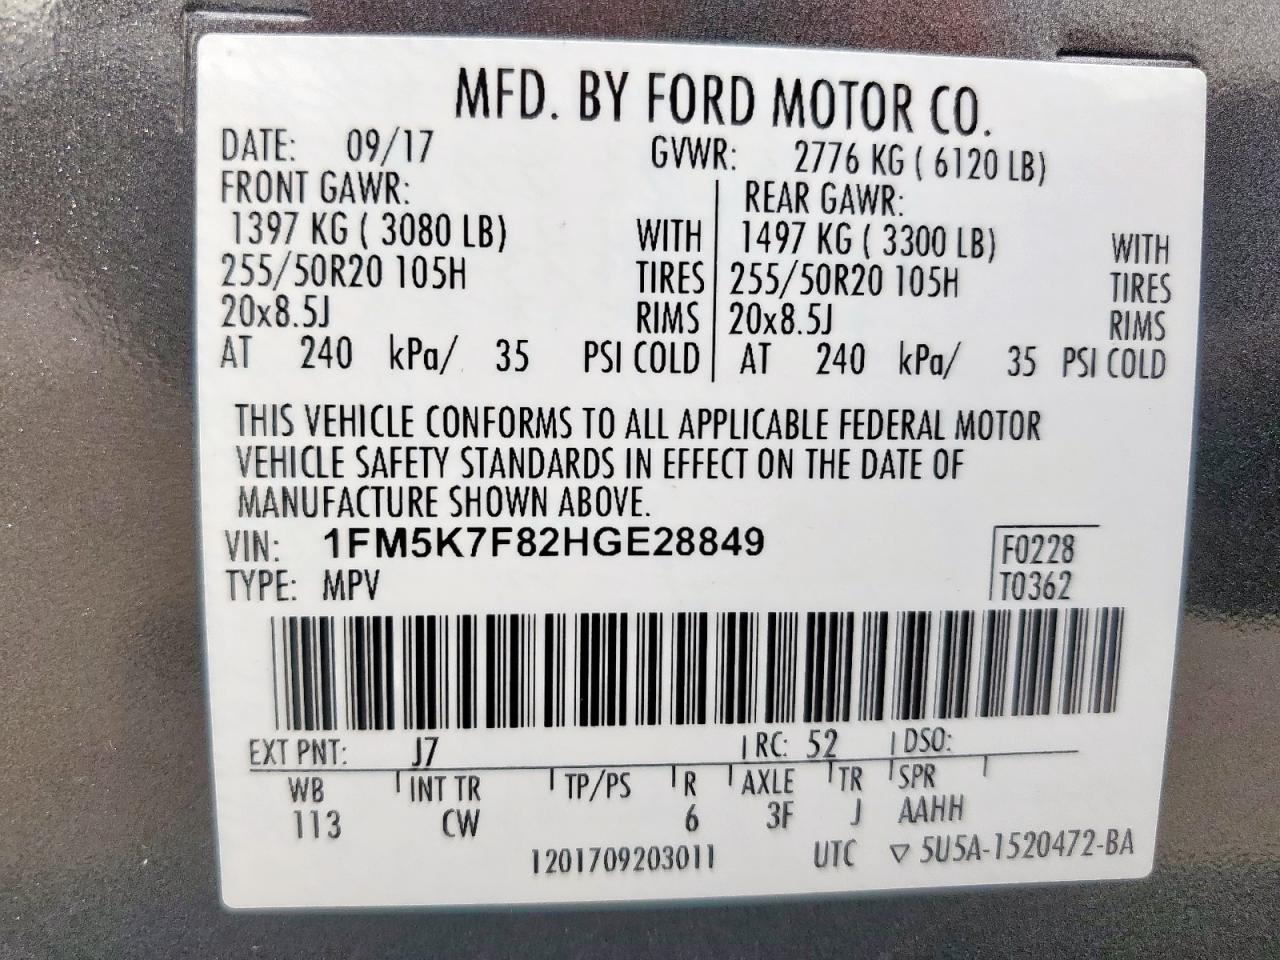 MFD. BY FORD MOTOR CO.
DATE: 09/17 GVWR: 2776 KG ( 6120 LB)
FRONT GAWR: REAR GAWR:
1397 KG ( 3080 LB) WITH 1497 KG ( 3300 LB) WITH
255/50R20 105H TIRES 255/50R20 105H TIRES
20x8.5J RIMS 20x8.5J RIMS
AT 240 kPa/ 35 PSI COLD AT 240 kPa/ 35 PSI COLD
THIS VEHICLE CONFORMS TO ALL APPLICABLE FEDERAL MOTOR
VEHICLE SAFETY STANDARDS IN EFFECT ON THE DATE OF
MANUFACTURE SHOWN ABOVE.
VIN: 1FM5K7F82HGE28849 F0228
TYPE: MPV T0362
EXT PNT: J7 RC: 52 DSO:
WB INT TR TP/PS R AXLE TR SPR
113 CW 6 3F J AAHH
1201709203011 UTC ▽ 5U5A-1520472-BA